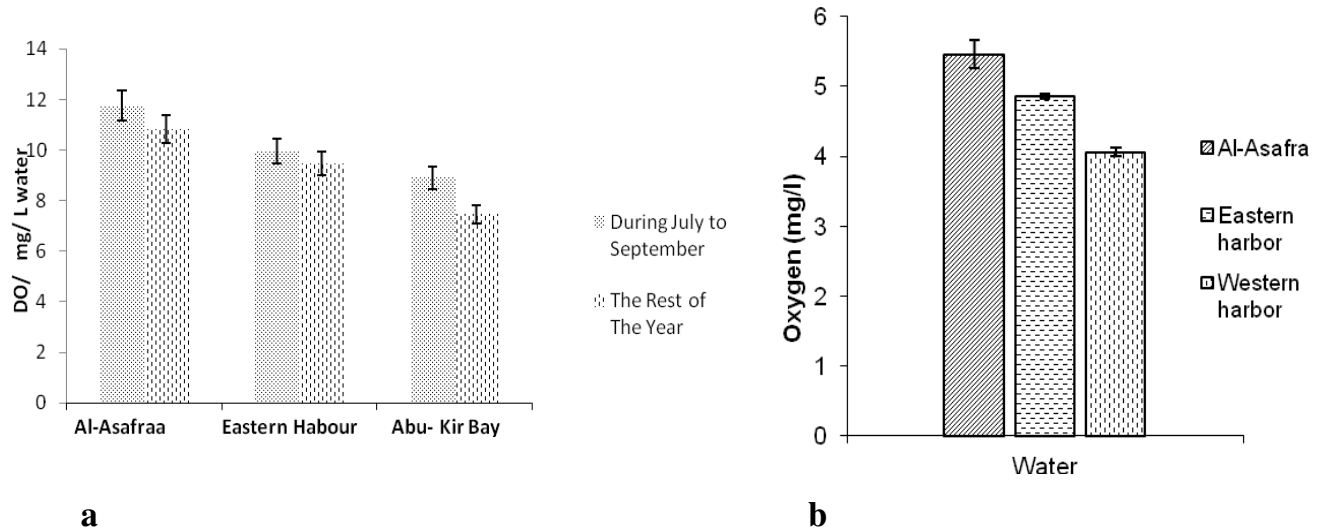 14
12
10
8
6
4
2
0
DO/ mg/ L water
Al-Asafraa
Eastern Habour
Abu- Kir Bay
During July to
September
The Rest of
The Year
a
6
5
4
3
2
1
0
Oxygen (mg/l)
Water
Al-Asafra
Eastern
harbor
Western
harbor
b